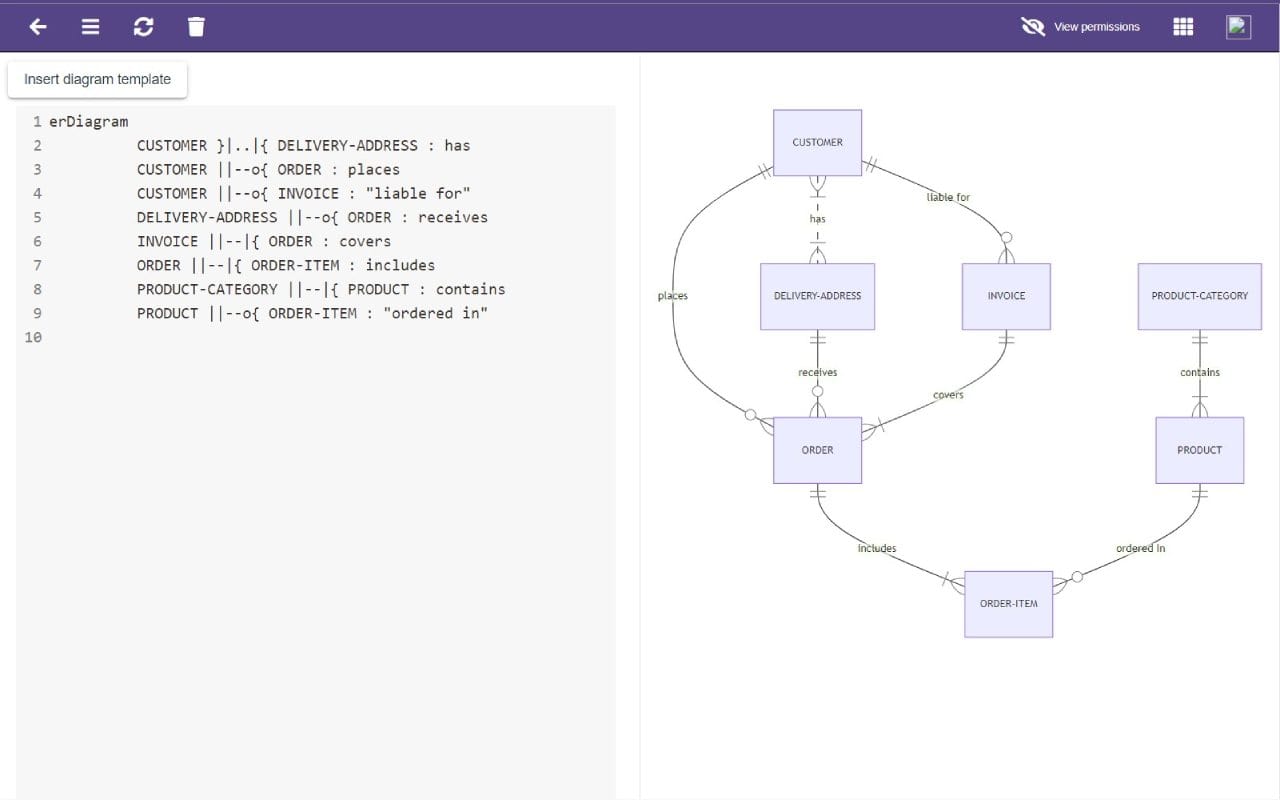 View permissions
Insert diagram template
1 erDiagram
2 CUSTOMER }|..|{ DELIVERY-ADDRESS : has
3 CUSTOMER ||--o{ ORDER : places
4 CUSTOMER ||--o{ INVOICE : "liable for"
5 DELIVERY-ADDRESS ||--o{ ORDER : receives
6 INVOICE ||--|{ ORDER : covers
7 ORDER ||--|{ ORDER-ITEM : includes
8 PRODUCT-CATEGORY ||--|{ PRODUCT : contains
9 PRODUCT ||--o{ ORDER-ITEM : "ordered in"
10
CUSTOMER
liable for
has
places
DELIVERY-ADDRESS
INVOICE
PRODUCT-CATEGORY
receives
contains
covers
ORDER
PRODUCT
includes
ordered in
ORDER-ITEM